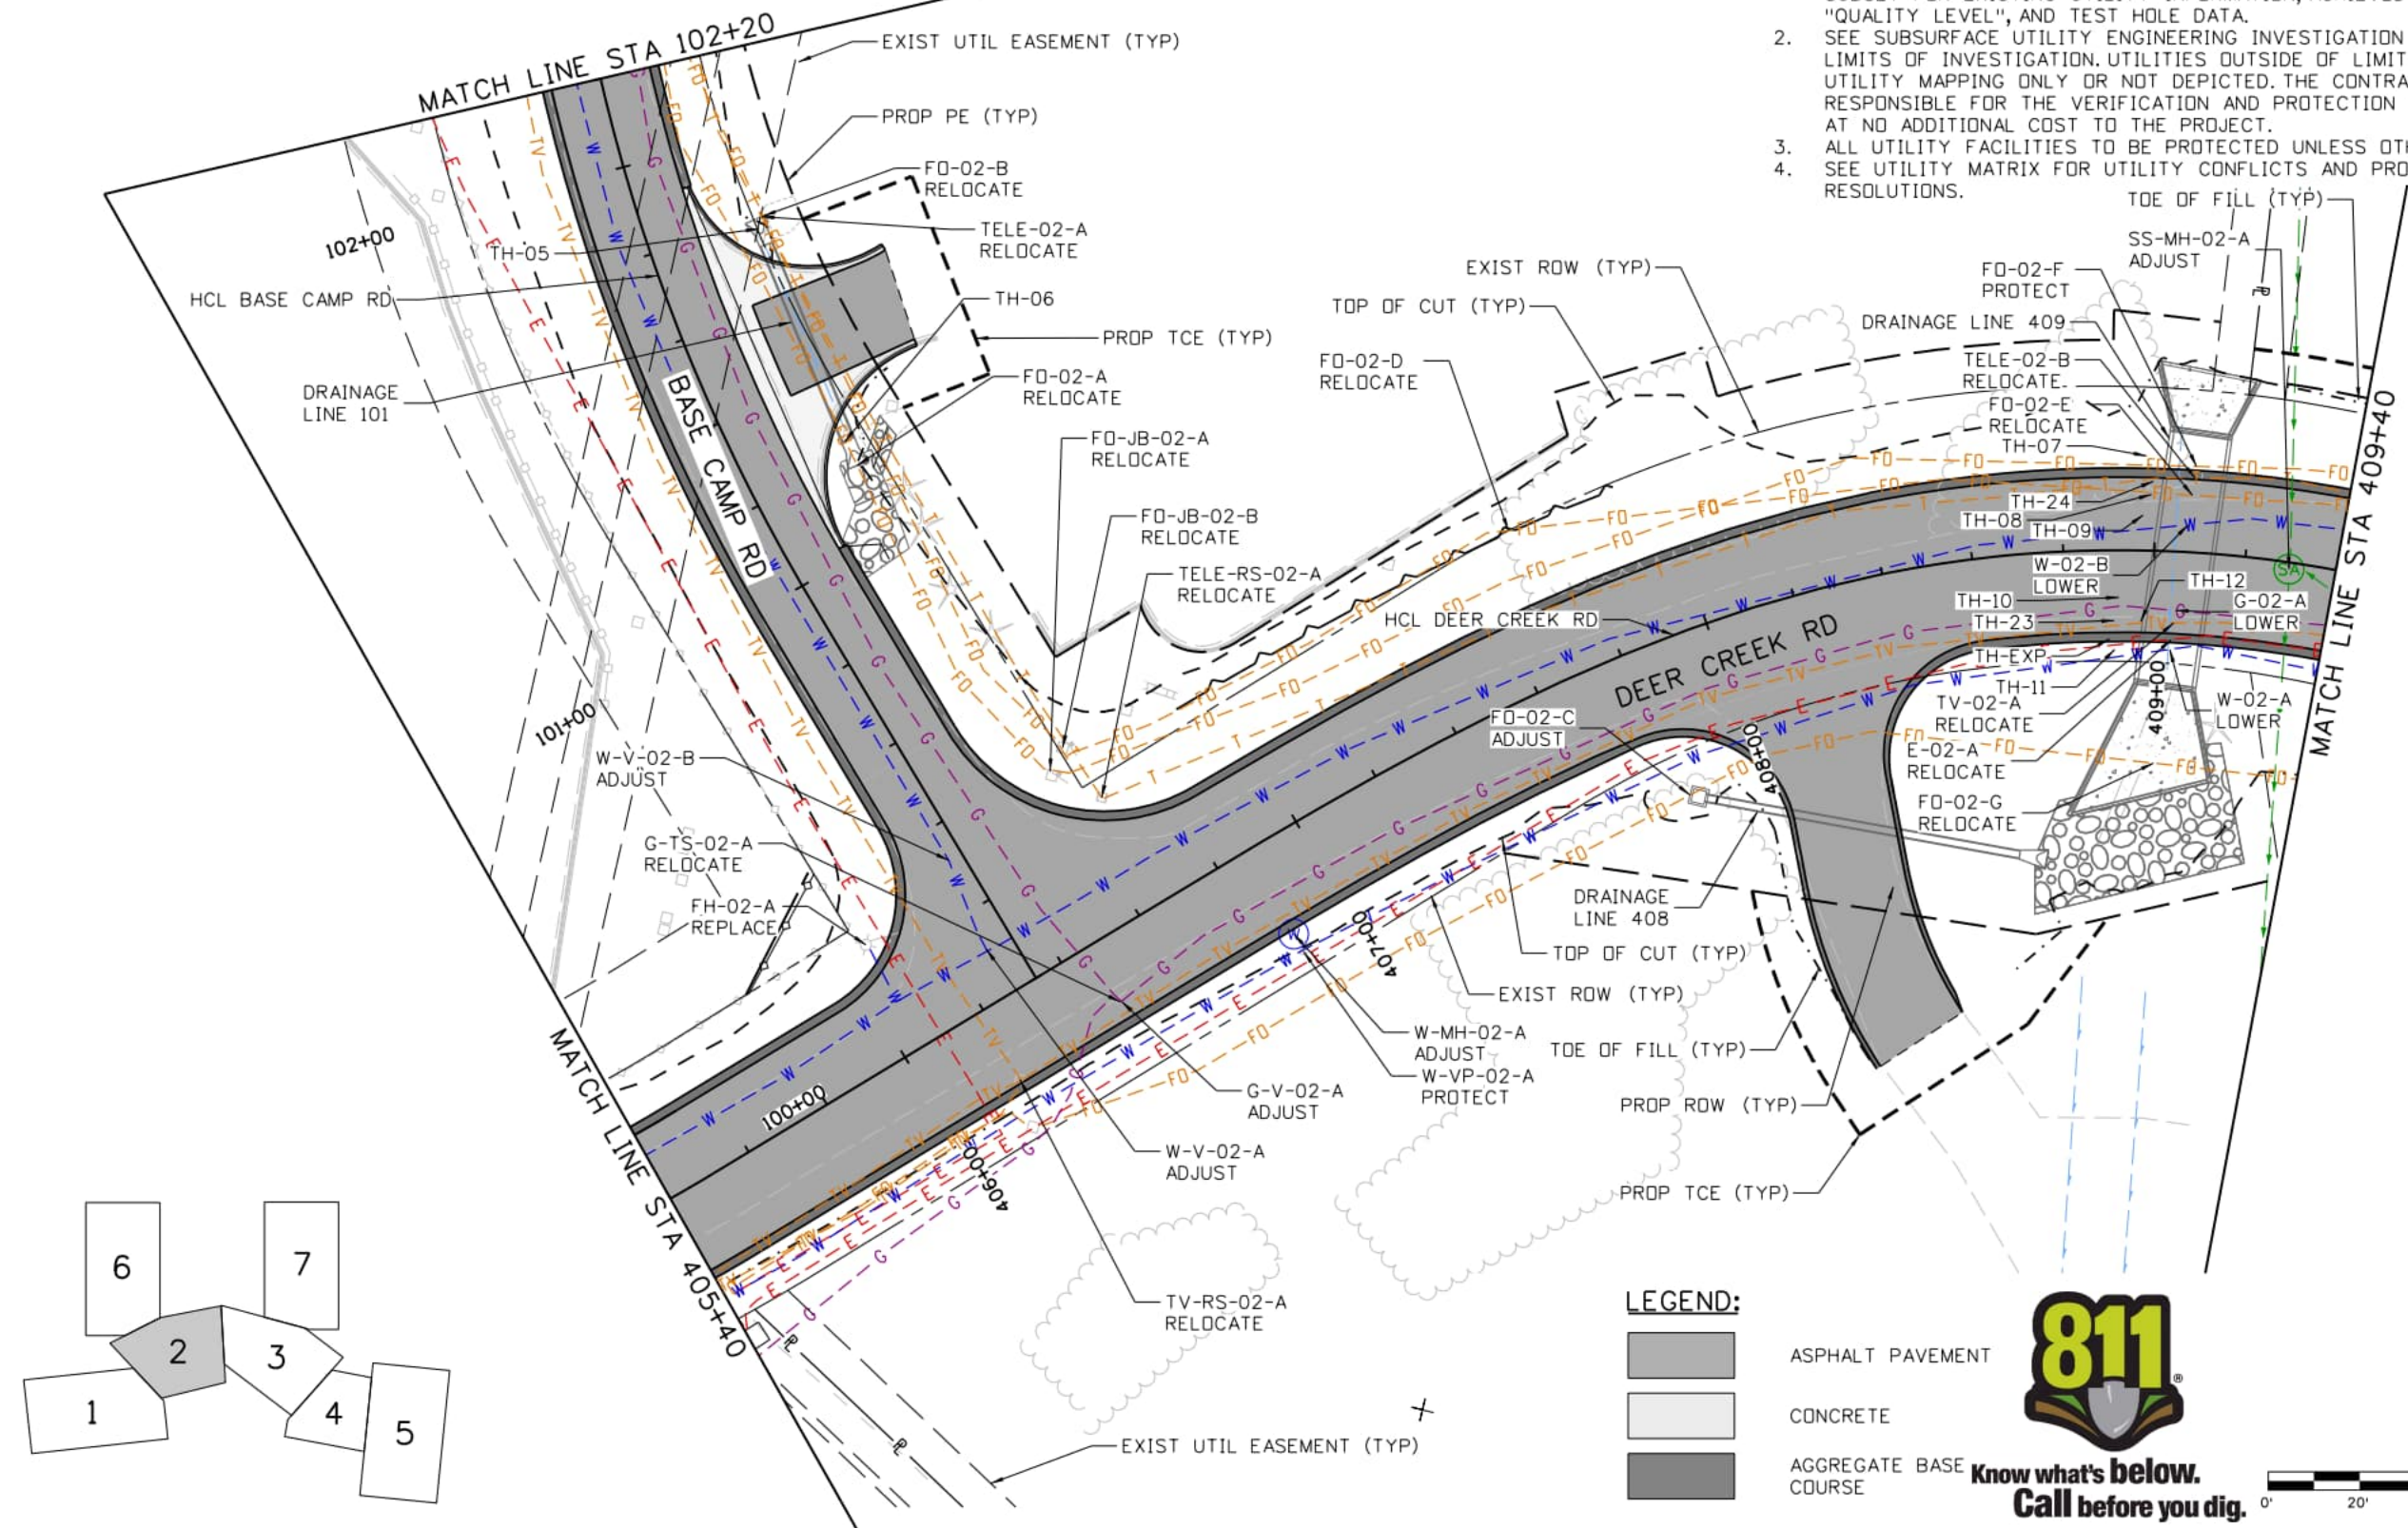 "QUALITY LEVEL", AND TEST HOLE DATA.
2. SEE SUBSURFACE UTILITY ENGINEERING INVESTIGATION
LIMITS OF INVESTIGATION. UTILITIES OUTSIDE OF LIMIT
UTILITY MAPPING ONLY OR NOT DEPICTED. THE CONTRA
RESPONSIBLE FOR THE VERIFICATION AND PROTECTION
AT NO ADDITIONAL COST TO THE PROJECT.
3. ALL UTILITY FACILITIES TO BE PROTECTED UNLESS OTH
4. SEE UTILITY MATRIX FOR UTILITY CONFLICTS AND PRO
RESOLUTIONS.
MATCH LINE STA 102+20
EXIST UTIL EASEMENT (TYP)
PROP PE (TYP)
FO-02-B
RELOCATE
TELE-02-A
RELOCATE
TH-05
102+00
HCL BASE CAMP RD
TH-06
PROP TCE (TYP)
FO-02-A
RELOCATE
DRAINAGE
LINE 101
BASE CAMP RD
FO-JB-02-A
RELOCATE
FO-JB-02-B
RELOCATE
TELE-RS-02-A
RELOCATE
EXIST ROW (TYP)
TOP OF CUT (TYP)
FO-02-D
RELOCATE
TOE OF FILL (TYP)
SS-MH-02-A
ADJUST
FO-02-F
PROTECT
DRAINAGE LINE 409
TELE-02-B
RELOCATE
FO-02-E
RELOCATE
TH-07
TH-24
TH-08
TH-09
W-02-B
LOWER
TH-12
TH-10
G-02-A
LOWER
TH-23
TH-EXP
TH-11
TV-02-A
RELOCATE
W-02-A
LOWER
E-02-A
RELOCATE
FO-02-G
RELOCATE
409+00
SA
MATCH LINE STA 409+40
HCL DEER CREEK RD
DEER CREEK RD
FO-02-C
ADJUST
408+00
101+00
W-V-02-B
ADJUST
G-TS-02-A
RELOCATE
FH-02-A
REPLACE
DRAINAGE
LINE 408
407+00
TOP OF CUT (TYP)
EXIST ROW (TYP)
W-MH-02-A
ADJUST
W-VP-02-A
PROTECT
TOE OF FILL (TYP)
PROP ROW (TYP)
PROP TCE (TYP)
G-V-02-A
ADJUST
W-V-02-A
ADJUST
100+00
406+00
MATCH LINE STA 405+40
TV-RS-02-A
RELOCATE
EXIST UTIL EASEMENT (TYP)
6
7
2
3
1
4
5
LEGEND:
ASPHALT PAVEMENT
CONCRETE
AGGREGATE BASE
COURSE
811
®
Know what's below.
Call before you dig.
0' 20'